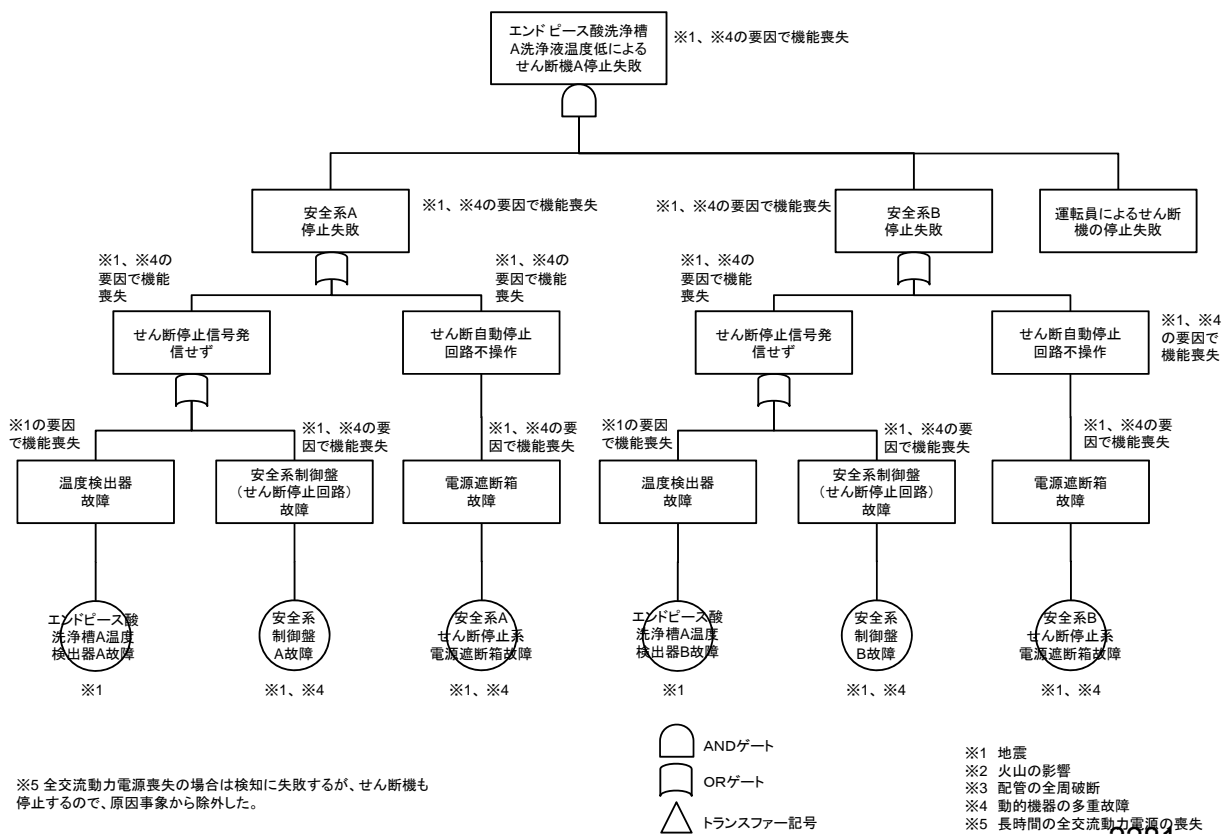 エンドピース酸洗浄槽
A洗浄液温度低による
せん断機A停止失敗
※1、※4の要因で機能喪失
安全系A
停止失敗
※1、※4の要因で機能喪失
※1、※4の要因で機能喪失
安全系B
停止失敗
運転員によるせん断
機の停止失敗
※1、※4の
要因で機能
喪失
※1、※4の
要因で機能
喪失
※1、※4の
要因で機能
喪失
せん断停止信号発
信せず
せん断自動停止
回路不操作
せん断停止信号発
信せず
せん断自動停止
回路不操作
※1、※4
の要因で
機能喪失
※1の要因
で機能喪失
※1、※4の要
因で機能喪失
※1、※4の要
因で機能喪失
※1の要因
で機能喪失
※1、※4の要
因で機能喪失
※1、※4の要
因で機能喪失
温度検出器
故障
安全系制御盤
(せん断停止回路)
故障
電源遮断箱
故障
温度検出器
故障
安全系制御盤
(せん断停止回路)
故障
電源遮断箱
故障
エンドピース酸
洗浄槽A温度
検出器A故障
安全系
制御盤
A故障
安全系A
せん断停止系
電源遮断箱故障
エンドピース酸
洗浄槽A温度
検出器B故障
安全系
制御盤
B故障
安全系B
せん断停止系
電源遮断箱故障
※1
※1、※4
※1、※4
※1
※1、※4
※1、※4
※5 全交流動力電源喪失の場合は検知に失敗するが、せん断機も
停止するので、原因事象から除外した。
ANDゲート
ORゲート
トランスファー記号
※1 地震
※2 火山の影響
※3 配管の全周破断
※4 動的機器の多重故障
※5 長時間の全交流動力電源の喪失